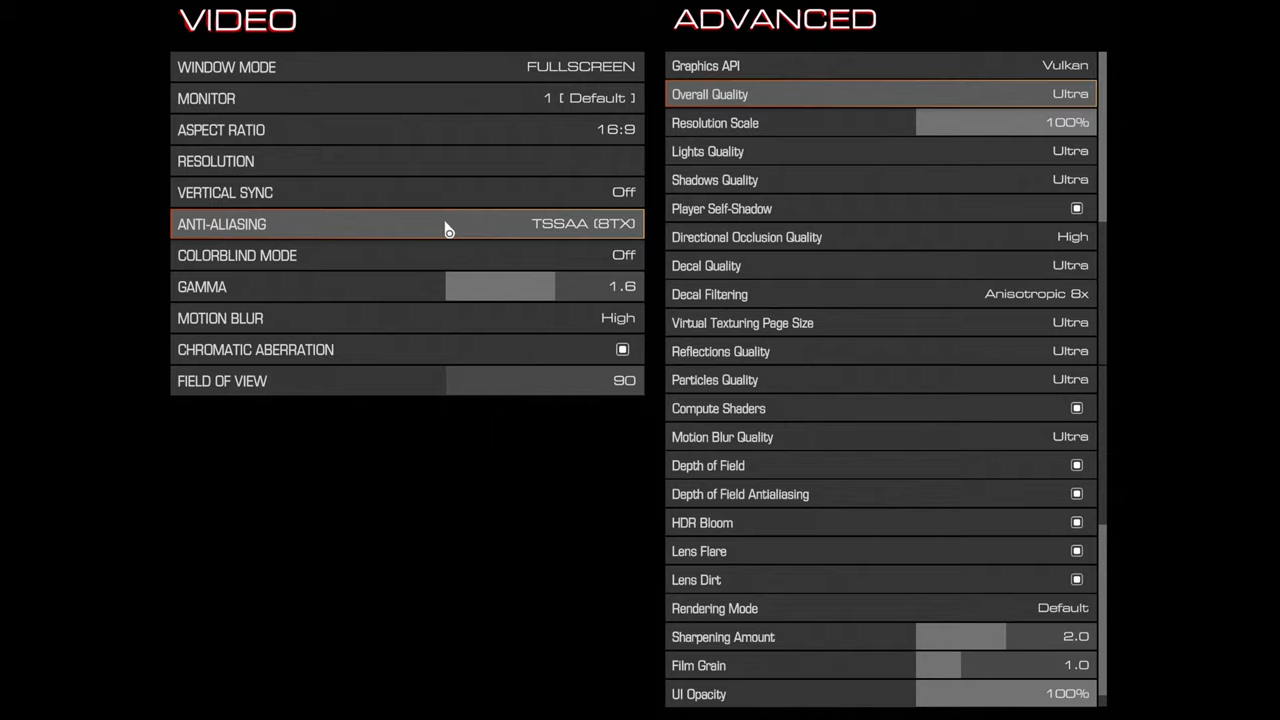 VIDEO
WINDOW MODE FULLSCREEN
MONITOR 1 [ Default ]
ASPECT RATIO 16:9
RESOLUTION
VERTICAL SYNC Off
ANTI-ALIASING TSSAA (8TX)
COLORBLIND MODE Off
GAMMA 1.6
MOTION BLUR High
CHROMATIC ABERRATION
FIELD OF VIEW 90
ADVANCED
Graphics API Vulkan
Overall Quality Ultra
Resolution Scale 100%
Lights Quality Ultra
Shadows Quality Ultra
Player Self-Shadow
Directional Occlusion Quality High
Decal Quality Ultra
Decal Filtering Anisotropic 8x
Virtual Texturing Page Size Ultra
Reflections Quality Ultra
Particles Quality Ultra
Compute Shaders
Motion Blur Quality Ultra
Depth of Field
Depth of Field Antialiasing
HDR Bloom
Lens Flare
Lens Dirt
Rendering Mode Default
Sharpening Amount 2.0
Film Grain 1.0
UI Opacity 100%